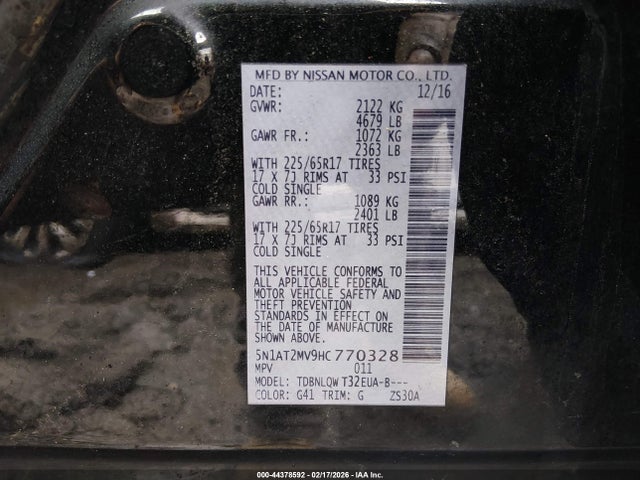 MFD BY NISSAN MOTOR CO., LTD.
DATE: 12/16
GVWR: 2122 KG
4679 LB
GAWR FR.: 1072 KG
2363 LB
WITH 225/65R17 TIRES
17 X 7J RIMS AT 33 PSI
COLD SINGLE
GAWR RR.: 1089 KG
2401 LB
WITH 225/65R17 TIRES
17 X 7J RIMS AT 33 PSI
COLD SINGLE
THIS VEHICLE CONFORMS TO
ALL APPLICABLE FEDERAL
MOTOR VEHICLE SAFETY AND
THEFT PREVENTION
STANDARDS IN EFFECT ON
THE DATE OF MANUFACTURE
SHOWN ABOVE.
5N1AT2MV9HC770328
MPV 011
MODEL: TDBNLQW T32EUA-B---
COLOR: G41 TRIM: G ZS30A
000-44378592 - 02/17/2026 - IAA Inc.